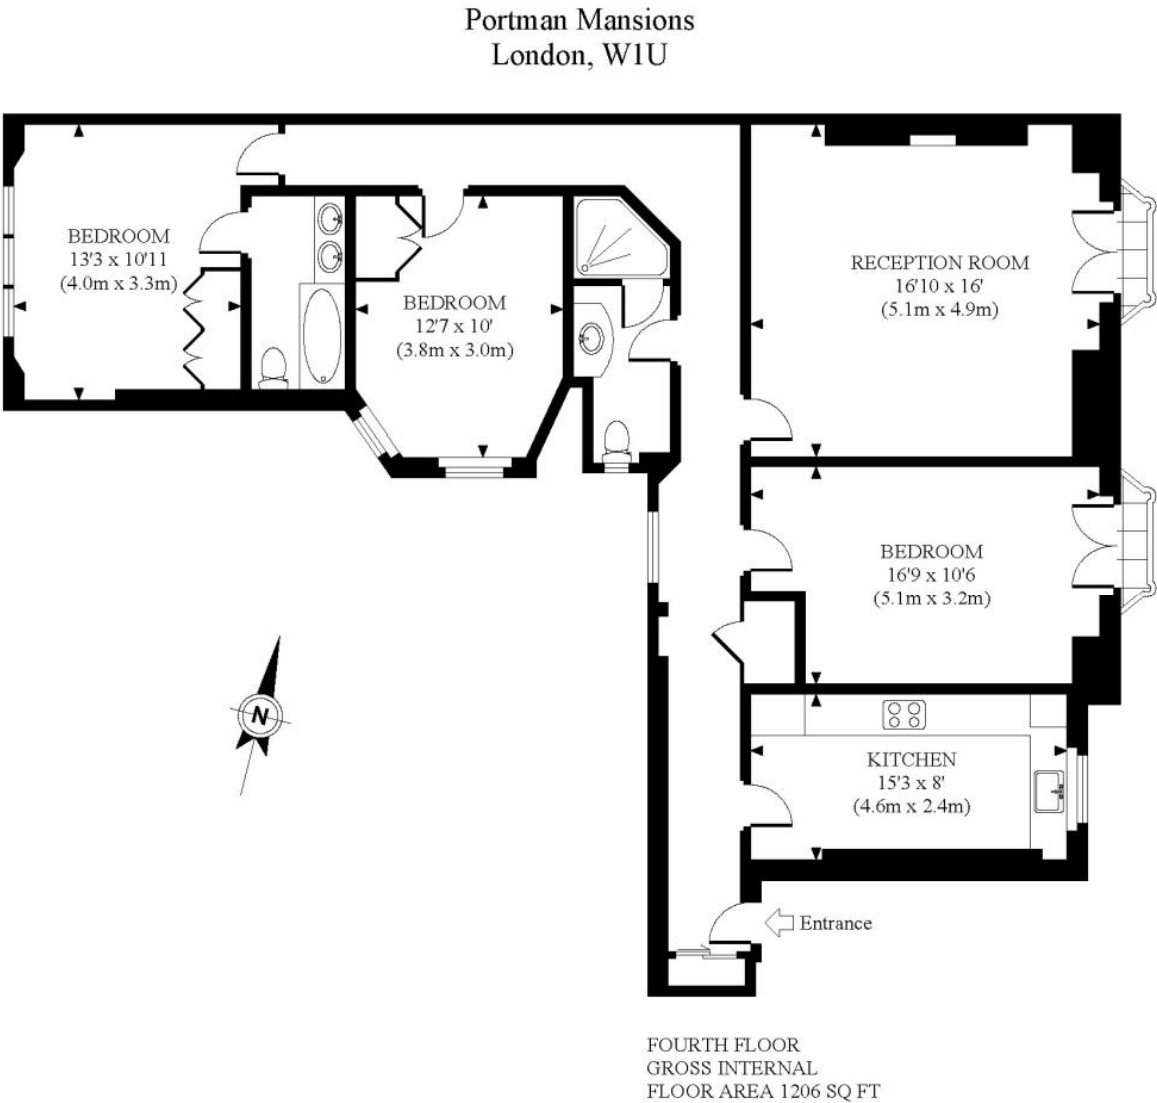 Portman Mansions
London, W1U
BEDROOM
13'3 x 10'11
(4.0m x 3.3m)
BEDROOM
12'7 x 10'
(3.8m x 3.0m)
RECEPTION ROOM
16'10 x 16'
(5.1m x 4.9m)
BEDROOM
16'9 x 10'6
(5.1m x 3.2m)
N
KITCHEN
15'3 x 8'
(4.6m x 2.4m)
Entrance
FOURTH FLOOR
GROSS INTERNAL
FLOOR AREA 1206 SQ FT